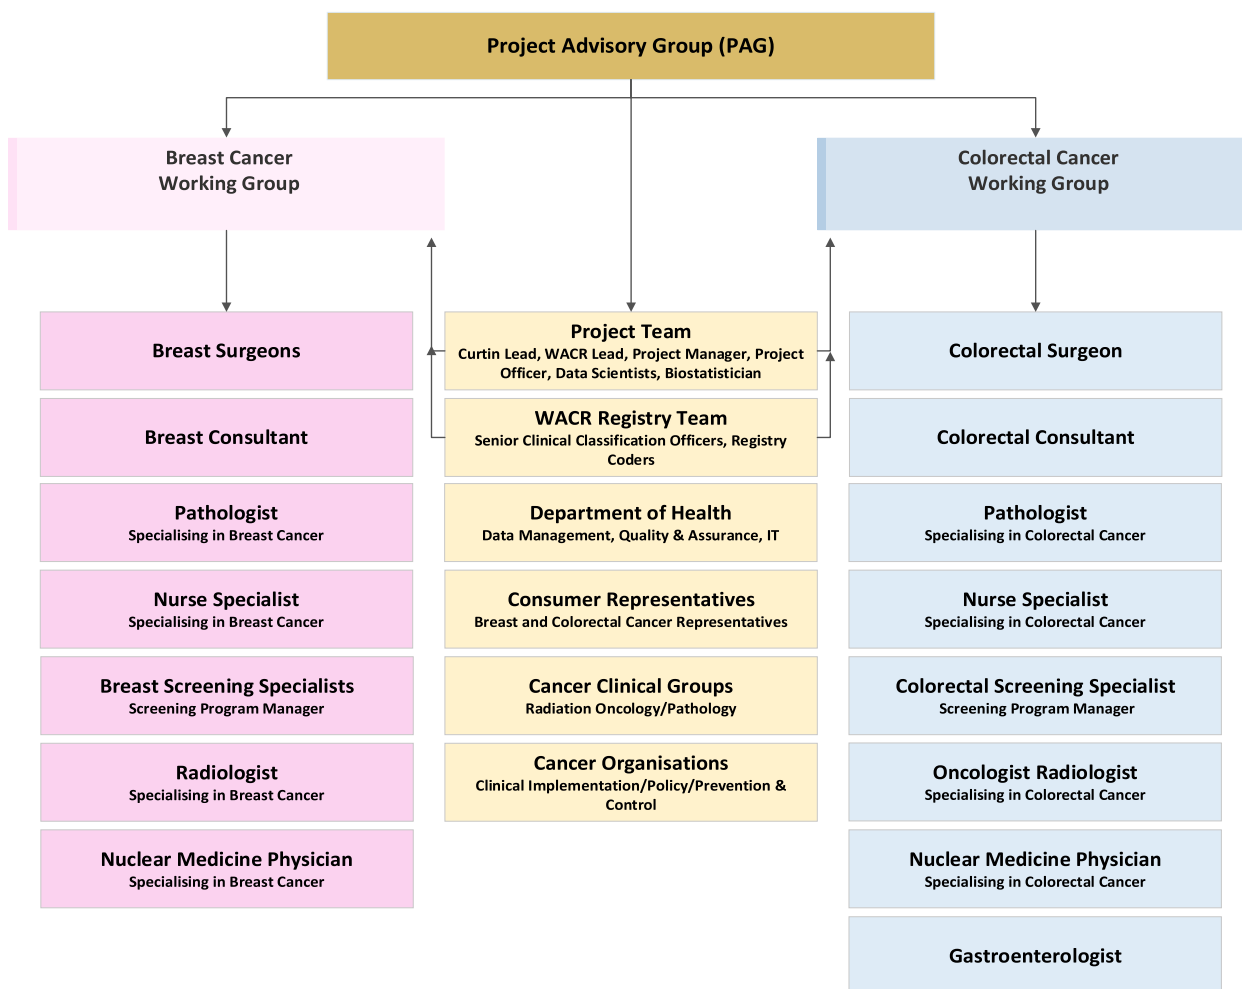 Project Advisory Group (PAG)
Breast Cancer
Working Group
Colorectal Cancer
Working Group
Breast Surgeons
Breast Consultant
Pathologist
Specialising in Breast Cancer
Nurse Specialist
Specialising in Breast Cancer
Breast Screening Specialists
Screening Program Manager
Radiologist
Specialising in Breast Cancer
Nuclear Medicine Physician
Specialising in Breast Cancer
Project Team
Curtin Lead, WACR Lead, Project Manager, Project
Officer, Data Scientists, Biostatistician
WACR Registry Team
Senior Clinical Classification Officers, Registry
Coders
Department of Health
Data Management, Quality & Assurance, IT
Consumer Representatives
Breast and Colorectal Cancer Representatives
Cancer Clinical Groups
Radiation Oncology/Pathology
Cancer Organisations
Clinical Implementation/Policy/Prevention &
Control
Colorectal Surgeon
Colorectal Consultant
Pathologist
Specialising in Colorectal Cancer
Nurse Specialist
Specialising in Colorectal Cancer
Colorectal Screening Specialist
Screening Program Manager
Oncologist Radiologist
Specialising in Colorectal Cancer
Nuclear Medicine Physician
Specialising in Colorectal Cancer
Gastroenterologist